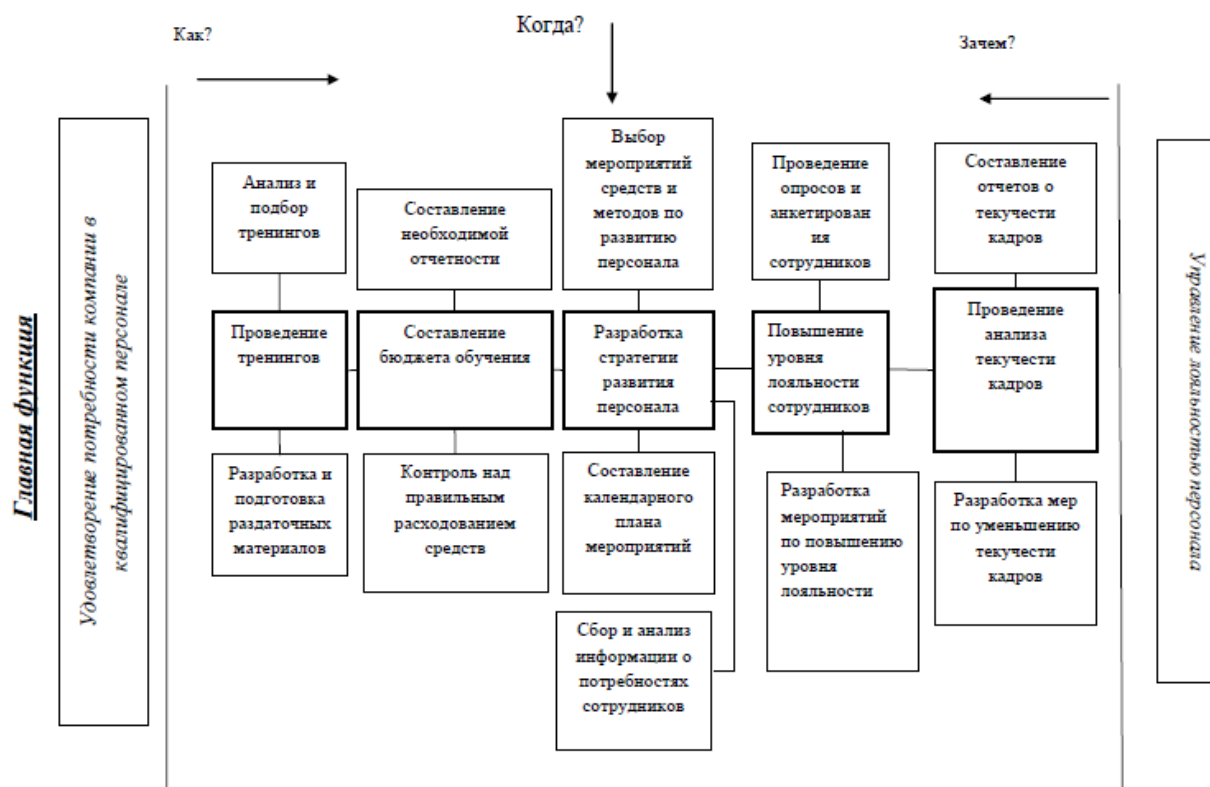 Как?
Когда?
Зачем?
Главная функция
Удовлетворение потребности компании в
квалифицированном персонале
Анализ и
подбор
тренингов
Составление
необходимой
отчетности
Выбор
мероприятий
средств и
методов по
развитию
персонала
Проведение
опросов и
анкетирован
ия
сотрудников
Составление
отчетов о
текучести
кадров
Проведение
тренингов
Составление
бюджета обучения
Разработка
стратегии
развития
персонала
Повышение
уровня
лояльности
сотрудников
Проведение
анализа
текучести
кадров
Разработка и
подготовка
раздаточных
материалов
Контроль над
правильным
расходованием
средств
Составление
календарного
плана
мероприятий
Разработка
мероприятий
по повышению
уровня
лояльности
Разработка мер
по уменьшению
текучести
кадров
Сбор и анализ
информации о
потребностях
сотрудников
Управление лояльностью персонала